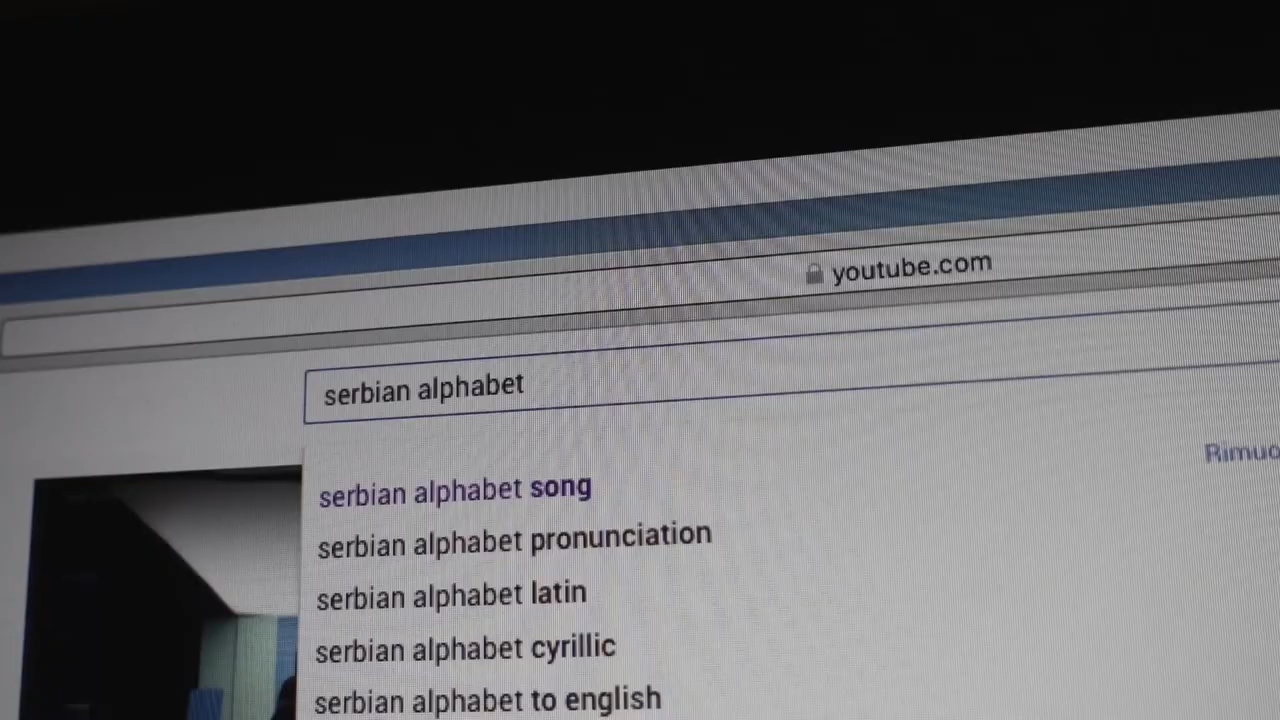 youtube.com
serbian alphabet
serbian alphabet song
serbian alphabet pronunciation
serbian alphabet latin
serbian alphabet cyrillic
serbian alphabet to english